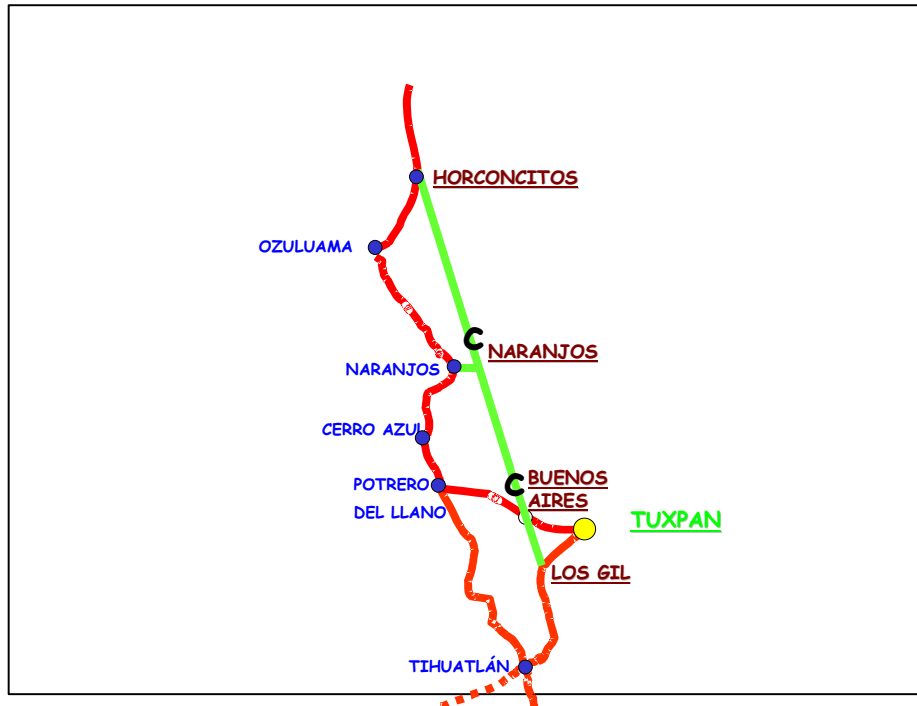 HORCONCITOS
OZULUAMA
C
NARANJOS
NARANJOS
CERRO AZUL
C
BUENOS
AIRES
POTRERO
DEL LLANO
TUXPAN
LOS GIL
TIHUATLÁN